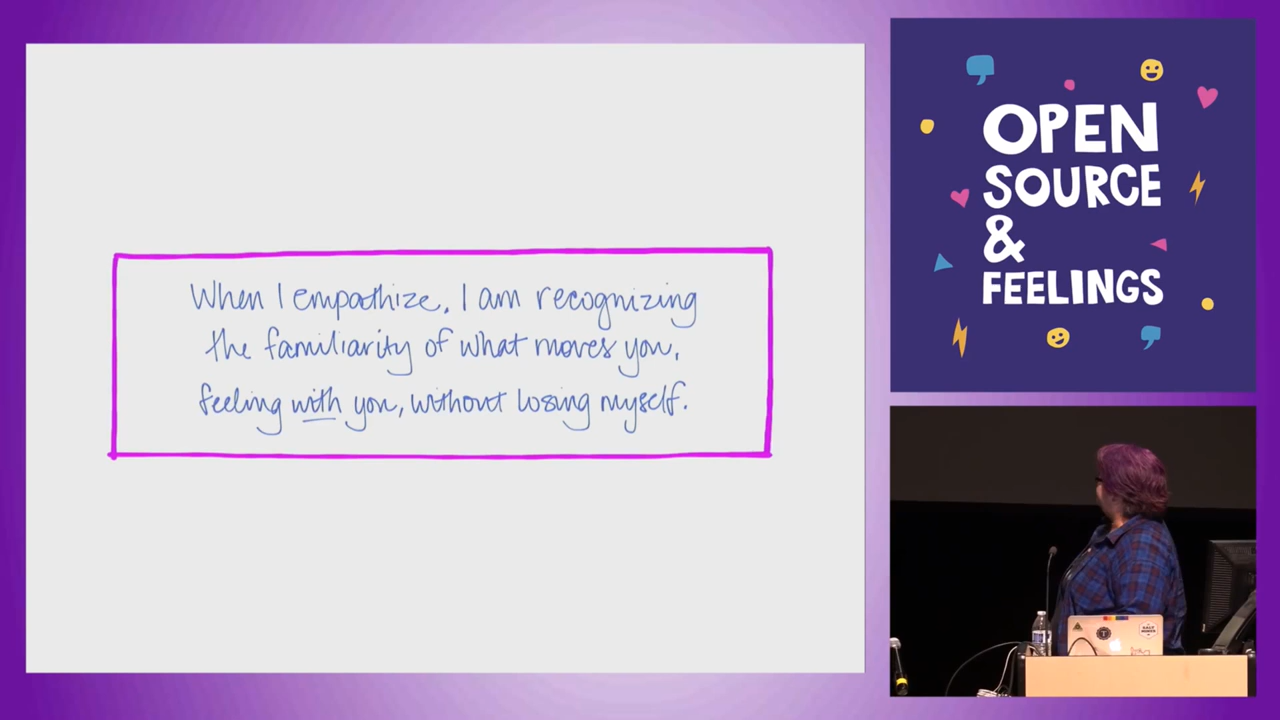 When I empathize, I am recognizing
the familiarity of what moves you,
feeling with you, without losing myself.
OPEN
SOURCE
&
FEELINGS